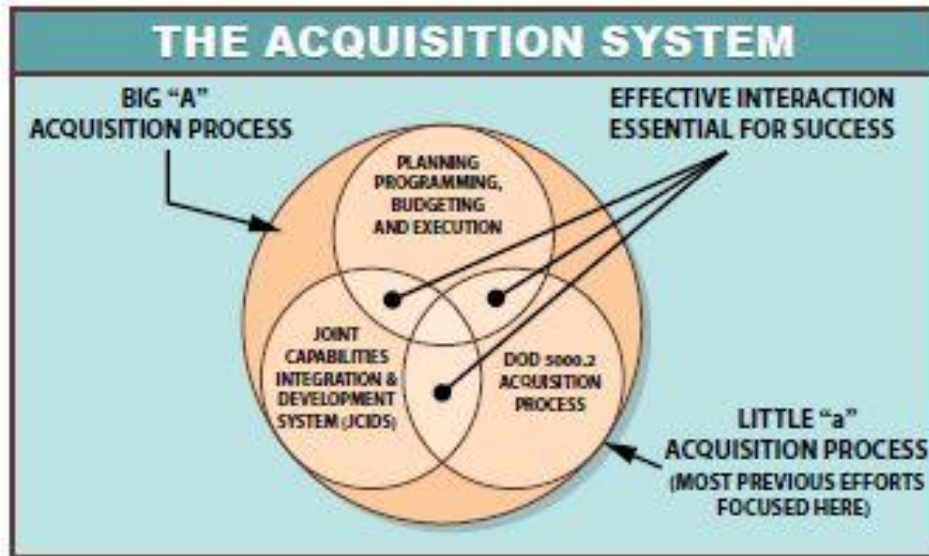 THE ACQUISITION SYSTEM
BIG “A”
ACQUISITION PROCESS
EFFECTIVE INTERACTION
ESSENTIAL FOR SUCCESS
PLANNING
PROGRAMMING,
BUDGETING
AND EXECUTION
JOINT
CAPABILITIES
INTEGRATION &
DEVELOPMENT
SYSTEM (JCIDS)
DOD 5000.2
ACQUISITION
PROCESS
LITTLE “a”
ACQUISITION PROCESS
(MOST PREVIOUS EFFORTS
FOCUSED HERE)